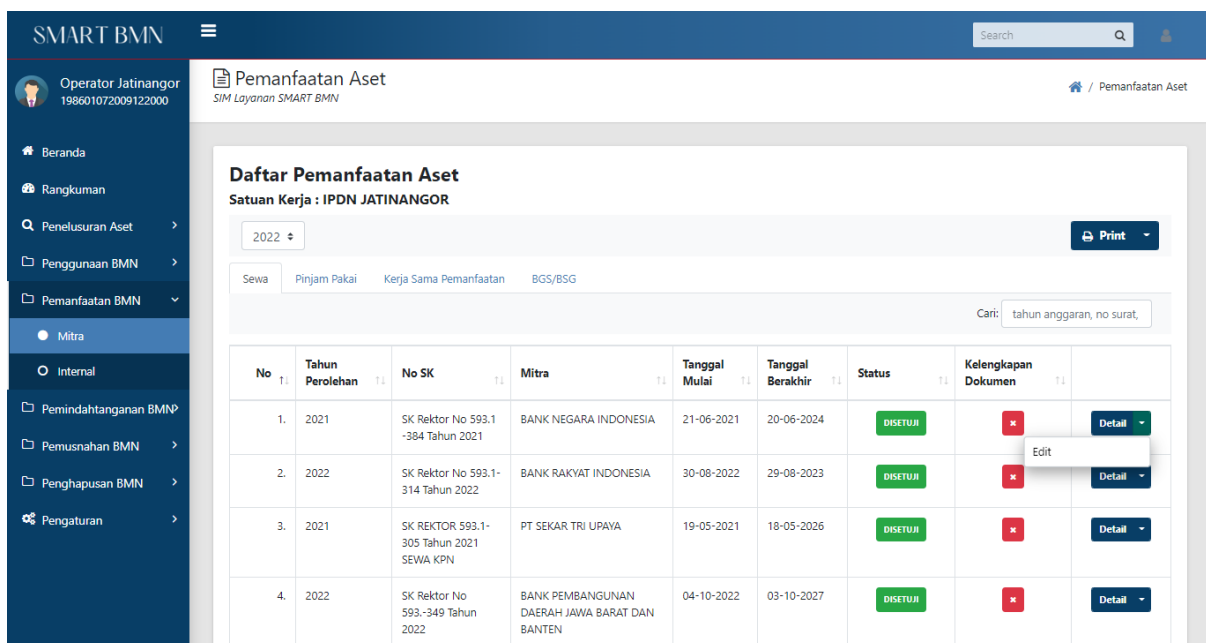 SMART BMN
Search
Operator Jatinangor
198601072009122000
Pemanfaatan Aset
SIM Layanan SMART BMN
/ Pemanfaatan Aset
Beranda
Rangkuman
Penelusuran Aset
Penggunaan BMN
Pemanfaatan BMN
Mitra
Internal
Pemindahtanganan BMN
Pemusnahan BMN
Penghapusan BMN
Pengaturan
Daftar Pemanfaatan Aset
Satuan Kerja : IPDN JATINANGOR
2022
Print
Sewa Pinjam Pakai Kerja Sama Pemanfaatan BGS/BSG
Cari: tahun anggaran, no surat,
No Tahun Perolehan No SK Mitra Tanggal Mulai Tanggal Berakhir Status Kelengkapan Dokumen
1. 2021 SK Rektor No 593.1 BANK NEGARA INDONESIA 21-06-2021 20-06-2024 DISETUJI Detail
-384 Tahun 2021
Edit
2. 2022 SK Rektor No 593.1- BANK RAKYAT INDONESIA 30-08-2022 29-08-2023 DISETUJI Detail
314 Tahun 2022
3. 2021 SK REKTOR 593.1- PT SEKAR TRI UPAYA 19-05-2021 18-05-2026 DISETUJI Detail
305 Tahun 2021
SEWA KPN
4. 2022 SK Rektor No BANK PEMBANGUNAN 04-10-2022 03-10-2027 DISETUJI Detail
593.-349 Tahun DAERAH JAWA BARAT DAN
2022 BANTEN